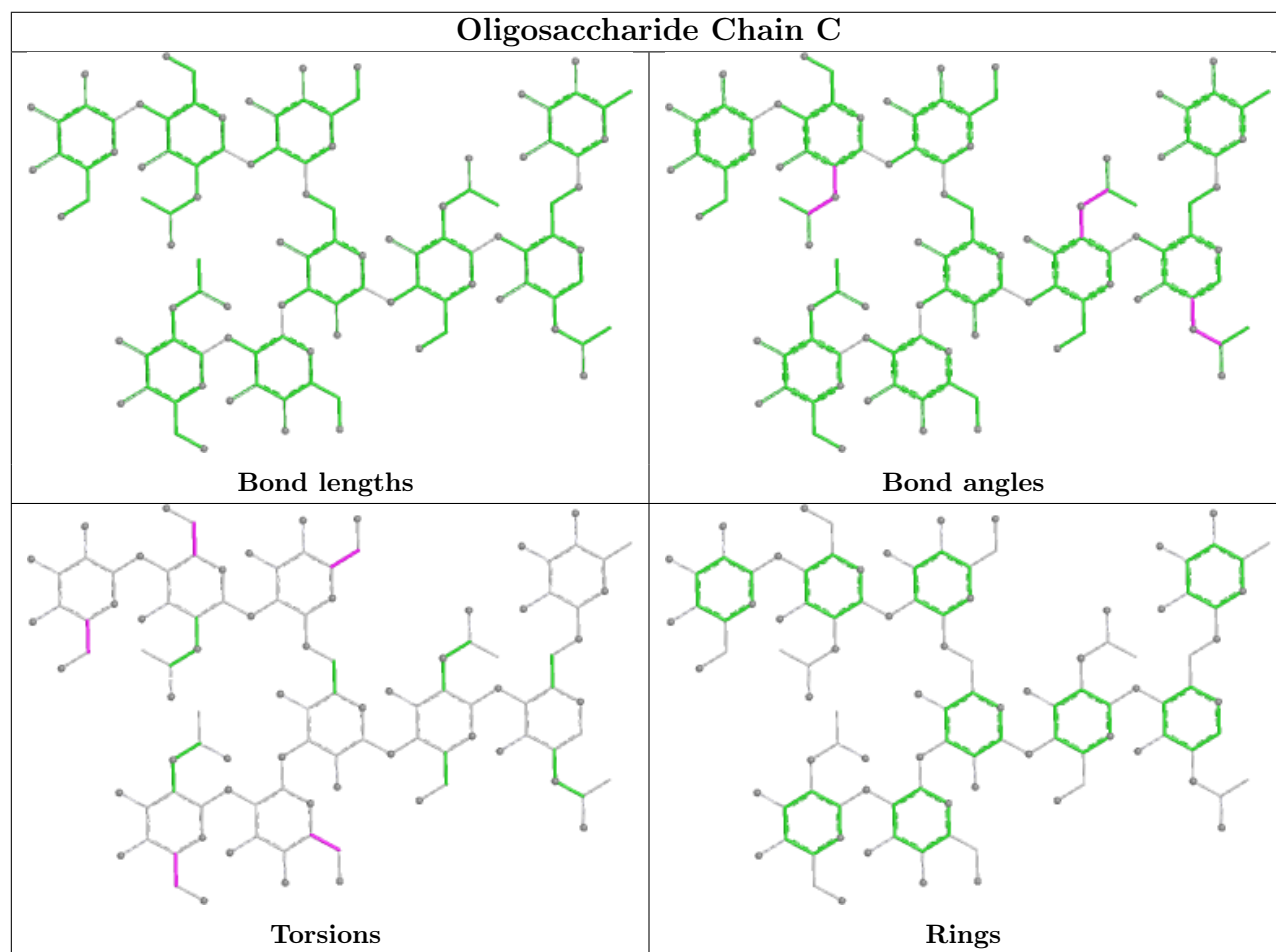 Oligosaccharide Chain C
Bond lengths
Bond angles
Torsions
Rings